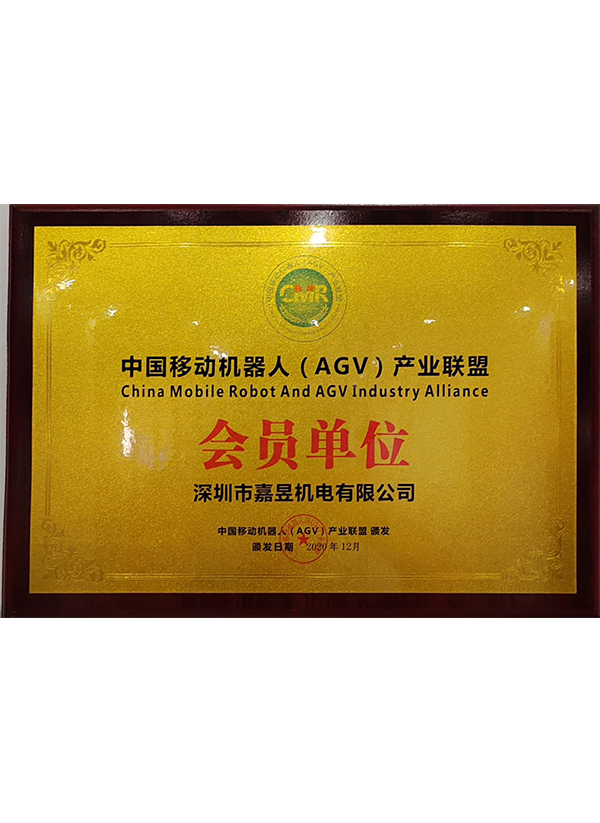 CMR
中国移动机器人（AGV）产业联盟
China Mobile Robot And AGV Industry Alliance
会员单位
深圳市嘉昱机电有限公司
中国移动机器人（AGV）产业联盟 颁发
颁发日期 2020年12月